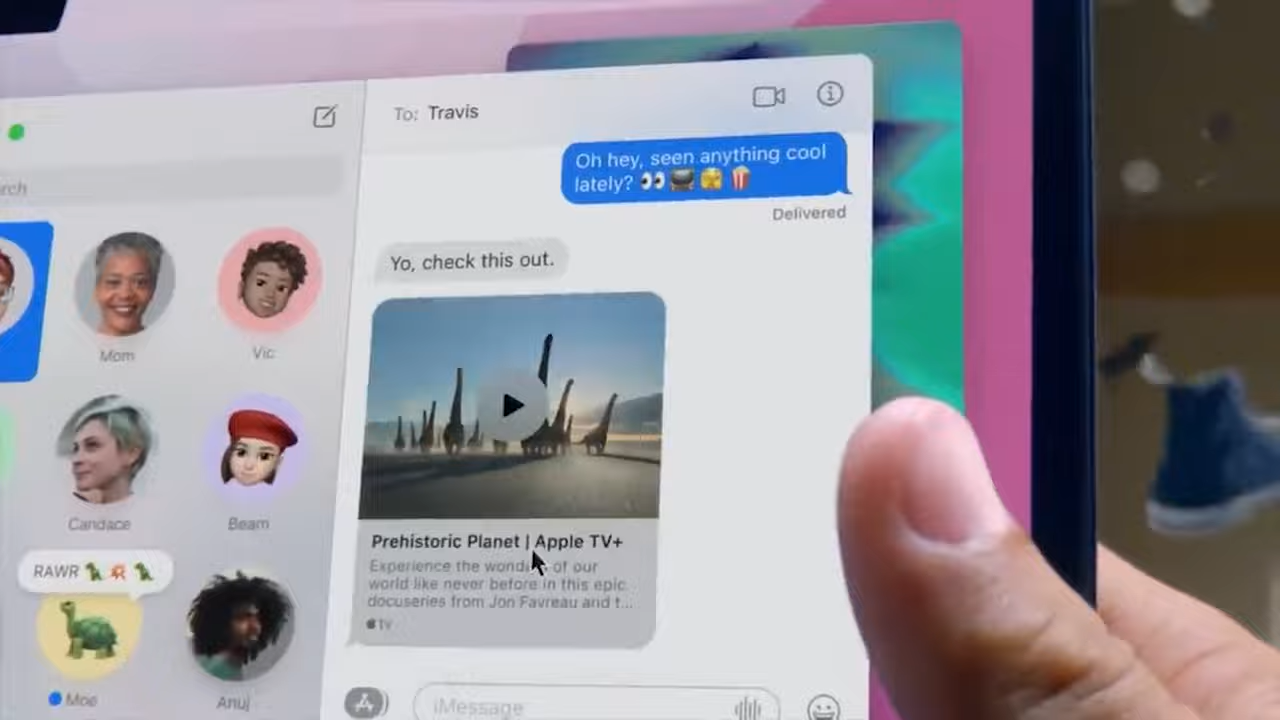 To: Travis
Oh hey, seen anything cool
lately? 👀 🍿
Delivered
rch
Yo, check this out.
Mom
Vic
Candace
Beam
Prehistoric Planet | Apple TV+
Experience the of our
world like never before in this epic
docuseries from Jon Favreau and t...
tv
RAWR 🦖 💥 🦖
Moe
Anuj
iMessage